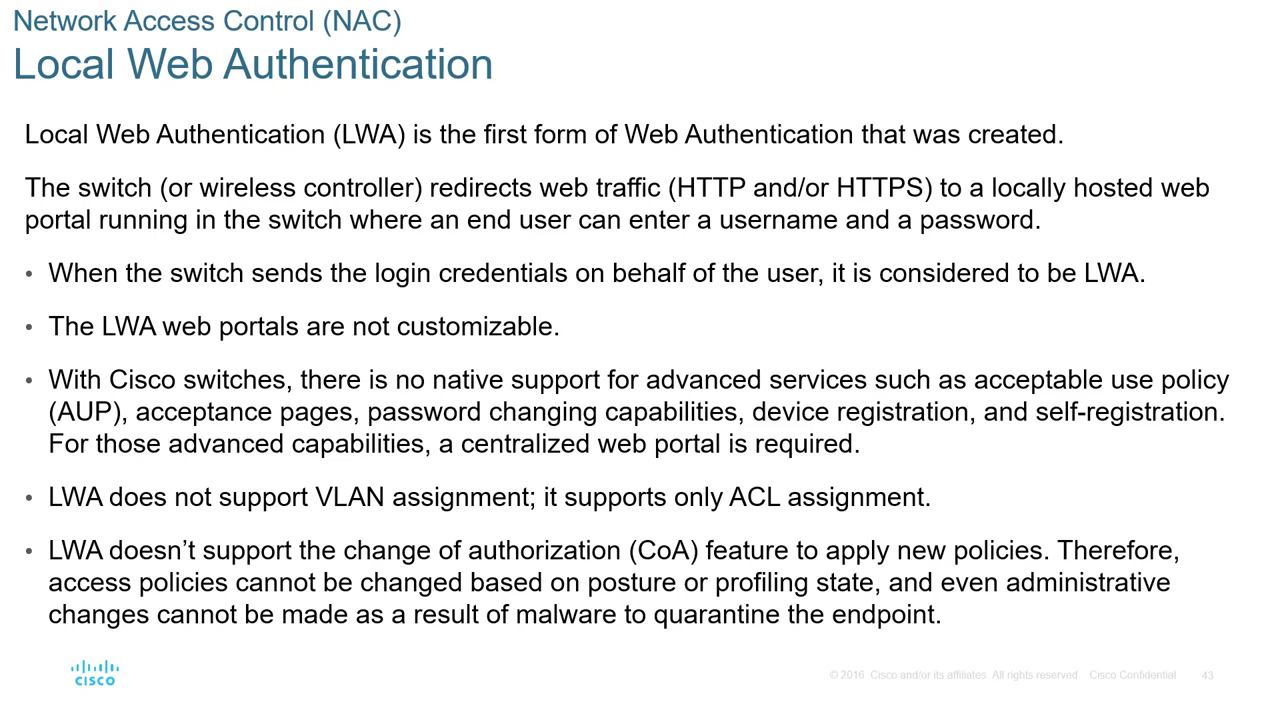 Network Access Control (NAC)
Local Web Authentication
Local Web Authentication (LWA) is the first form of Web Authentication that was created.
The switch (or wireless controller) redirects web traffic (HTTP and/or HTTPS) to a locally hosted web
portal running in the switch where an end user can enter a username and a password.
• When the switch sends the login credentials on behalf of the user, it is considered to be LWA.
• The LWA web portals are not customizable.
• With Cisco switches, there is no native support for advanced services such as acceptable use policy
(AUP), acceptance pages, password changing capabilities, device registration, and self-registration.
For those advanced capabilities, a centralized web portal is required.
• LWA does not support VLAN assignment; it supports only ACL assignment.
• LWA doesn’t support the change of authorization (CoA) feature to apply new policies. Therefore,
access policies cannot be changed based on posture or profiling state, and even administrative
changes cannot be made as a result of malware to quarantine the endpoint.
CISCO
© 2016 Cisco and/or its affiliates. All rights reserved. Cisco Confidential 43